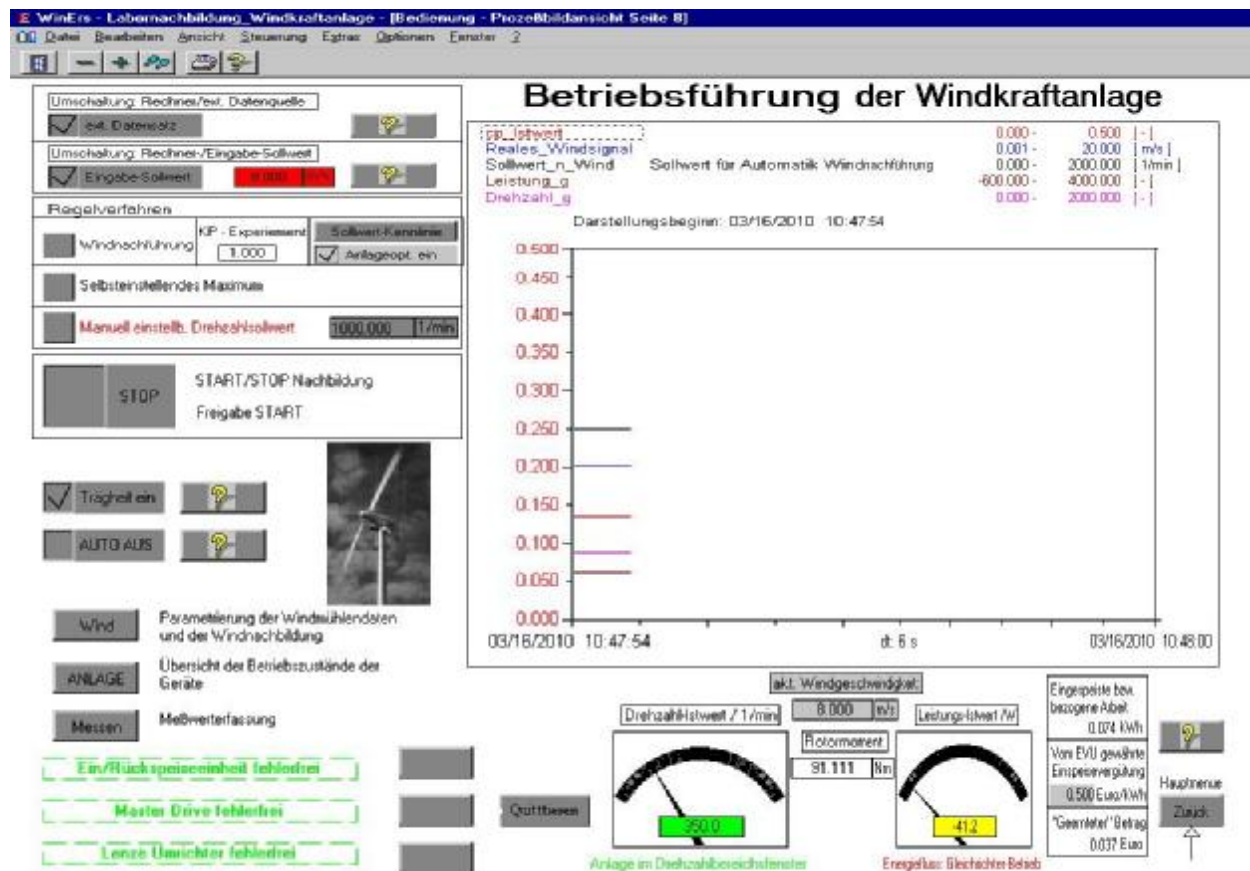 WinErs - Labornachbildung_Windkraftanlage - [Bedienung - Prozeßbildansicht Seite 8]
Datei Bearbeiten Ansicht Steuerung Extras Optionen Fenster ?
Umschaltung: Rechner/ext. Datenquelle
ext. Datensatz
Umschaltung: Rechner-/Eingabe-Sollwert
Eingabe-Sollwert 8.000 m/s
Regelverfahren
Windnachführung
KP - Experiement
1.000
Sollwert-Kennlinie
Anlageopt. ein
Selbsteinstellendes Maximum
Manuell einstellb. Drehzahlsollwert 1000.000 1/min
STOP
START/STOP Nachbildung
Freigabe START
Trägheit ein
AUTO AUS
Wind
Parametrierung der Windmühlendaten
und der Windnachbildung
ANLAGE
Übersicht der Betriebszustände der
Geräte
Messen
Meßwerterfassung
Ein/Rückspeiseeinheit fehlerfrei
Master Drive fehlerfrei
Lenze Umrichter fehlerfrei
Quittieren
Betriebsführung der Windkraftanlage
cp_Istwert 0.000 - 0.500 [ - ]
Reales_Windsignal 0.001 - 20.000 [ m/s ]
Sollwert_n_Wind Sollwert für Automatik Windnachführung 0.000 - 2000.000 [ 1/min ]
Leistung_g -600.000 - 4000.000 [ - ]
Drehzahl_g 0.000 - 2000.000 [ - ]
Darstellungsbeginn: 03/16/2010 10:47:54
0.500
0.450
0.400
0.350
0.300
0.250
0.200
0.150
0.100
0.050
0.000
03/16/2010 10:47:54 dt: 6 s 03/16/2010 10:48:00
akt. Windgeschwindigkeit
8.000 m/s
Drehzahl-Istwert / 1/min
350.0
Anlage im Drehzahlbereichsfenster
Rotormoment
91.111 Nm
Leistungs-Istwert /W
-41.2
Energiefluss: Gleichrichter-Betrieb
Eingespeiste bzw.
bezogene Arbeit
0.074 kWh
Vom EVU gewährte
Einspeisevergütung
0.500 Euro/kWh
"Geernteter" Betrag
0.037 Euro
Hauptmenue
Zurück